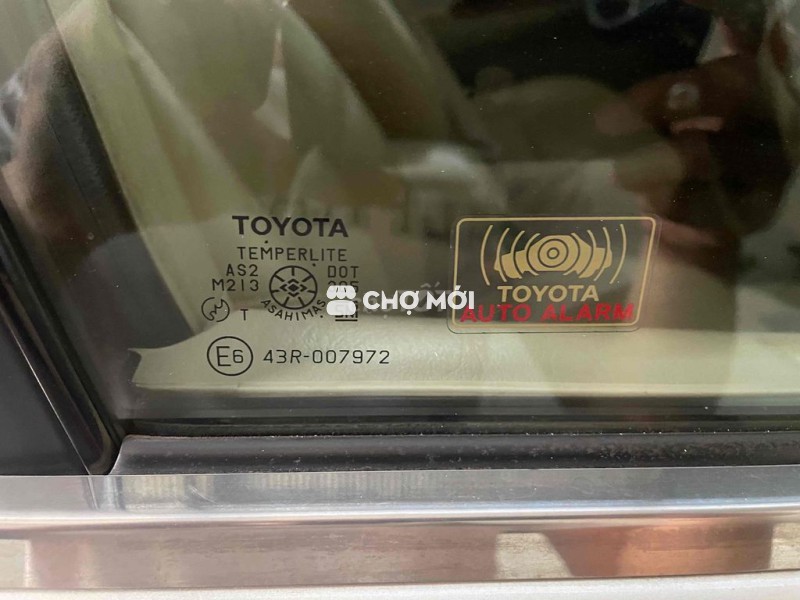 TOYOTA
TEMPERLITE
AS2 DOT
M213
T ASAHIMAS
E6 43R-007972
CHỢ MỚI
TOYOTA
AUTO ALARM